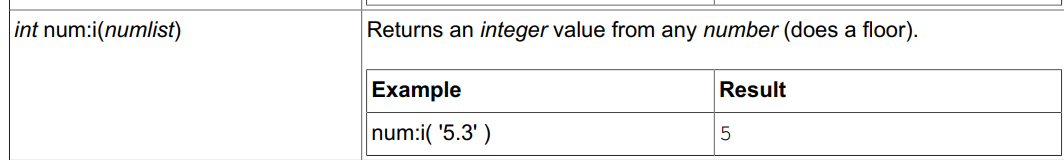 int num:i(numlist)
Returns an integer value from any number (does a floor).
Example
Result
num:i( '5.3' )
5